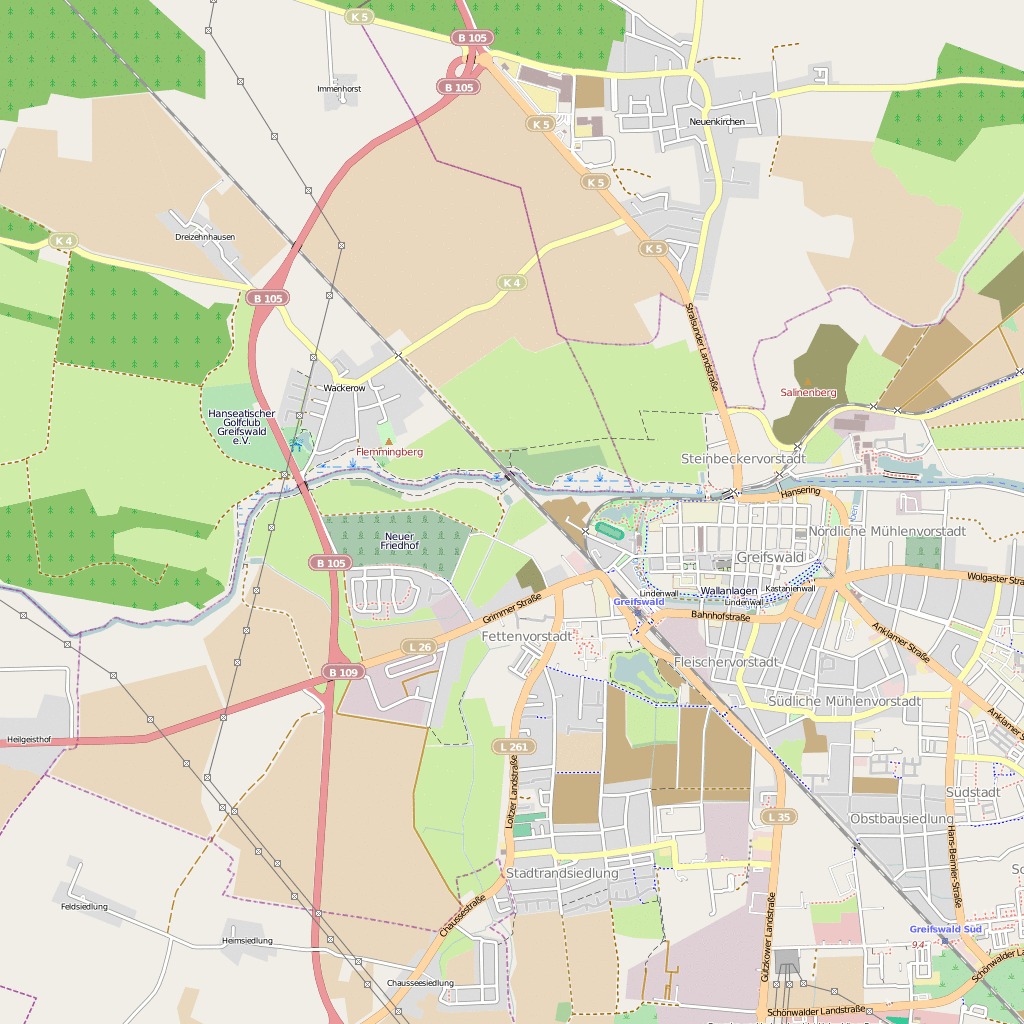 K 5
B 105
B 105
Immenhorst
K 5
Neuenkirchen
K 5
Dreizehnhausen
K 4
K 5
K 4
B 105
Stralsunder Landstraße
Wackerow
Salinenberg
Hanseatischer
Golfclub
Greifswald
e.V.
Flemmingberg
Steinbeckervorstadt
Hansering
Neuer
Friedhof
Nördliche Mühlenvorstadt
Greifswald
B 105
Wolgaster Straße
Kastanienwall
Wallanlagen
Lindenwall
Lindenwall
Greifswald
Grimmer Straße
Bahnhofstraße
Fettenvorstadt
L 26
Anklamer Straße
Fleischervorstadt
B 109
Südliche Mühlenvorstadt
Anklamer S
Heilgeisthof
L 261
Loitzer Landstraße
Südstadt
L 35
Obstbausiedlung
Hans-Beimler-Straße
Stadtrandsiedlung
Sc
Feldsiedlung
Chausseestraße
Gützkower Landstraße
Greifswald Süd
Heimsiedlung
94
Schönwalder La
Chausseesiedlung
Schönwalder Landstraße